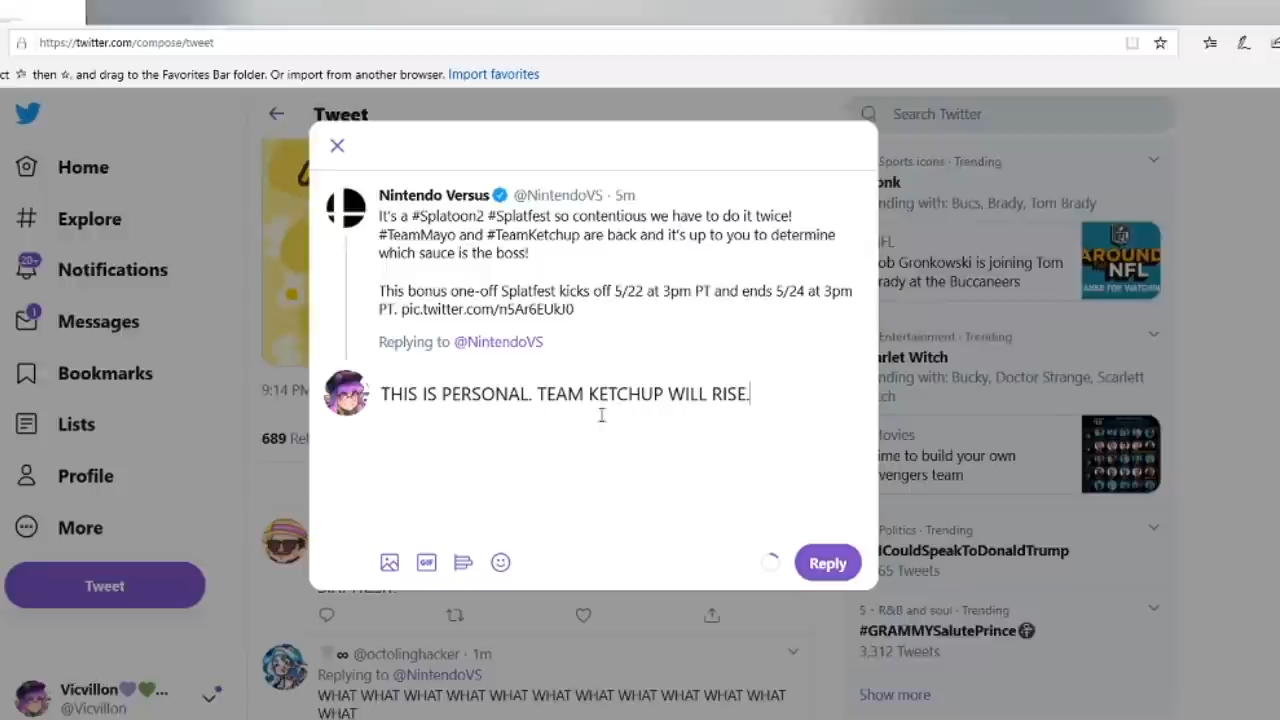 https://twitter.com/compose/tweet
ct ☆ then ☆, and drag to the Favorites Bar folder. Or import from another browser. Import favorites
Home
Explore
20+
Notifications
1
Messages
Bookmarks
Lists
Profile
More
Tweet
Vicvillon
@Vicvillon
Tweet
9:14 PM
689
Nintendo Versus @NintendoVS · 5m
It's a #Splatoon2 #Splatfest so contentious we have to do it twice!
#TeamMayo and #TeamKetchup are back and it's up to you to determine
which sauce is the boss!
This bonus one-off Splatfest kicks off 5/22 at 3pm PT and ends 5/24 at 3pm
PT. pic.twitter.com/n5Ar6EUkJ0
Replying to @NintendoVS
THIS IS PERSONAL. TEAM KETCHUP WILL RISE.
GIF
Reply
∞ @octolinghacker · 1m
Replying to @NintendoVS
WHAT WHAT WHAT WHAT WHAT WHAT WHAT WHAT WHAT WHAT WHAT
WHAT
Search Twitter
Sports icons · Trending
onk
nding with: Bucs, Brady, Tom Brady
NFL
ob Gronkowski is joining Tom
rady at the Buccaneers
AROUND
NFL
Entertainment · Trending
arlet Witch
nding with: Bucky, Doctor Strange, Scarlett
ch
Movies
ime to build your own
vengers team
Politics · Trending
ICouldSpeakToDonaldTrump
65 Tweets
5 · R&B and soul · Trending
#GRAMMYSalutePrince
3,312 Tweets
Show more